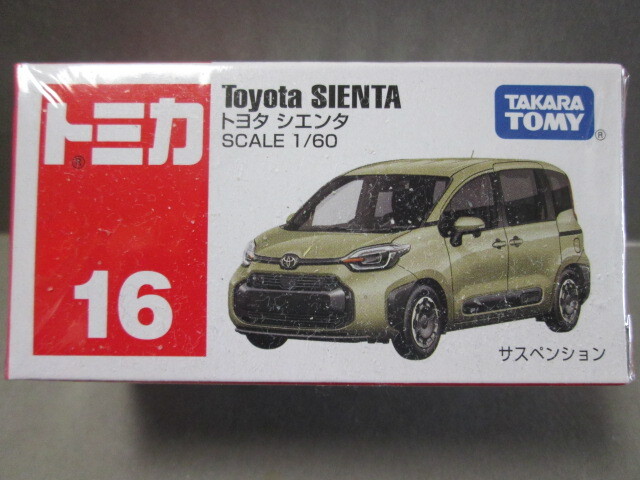 トミカ
®
16
Toyota SIENTA
トヨタ シエンタ
SCALE 1/60
TAKARA
TOMY
®
サスペンション